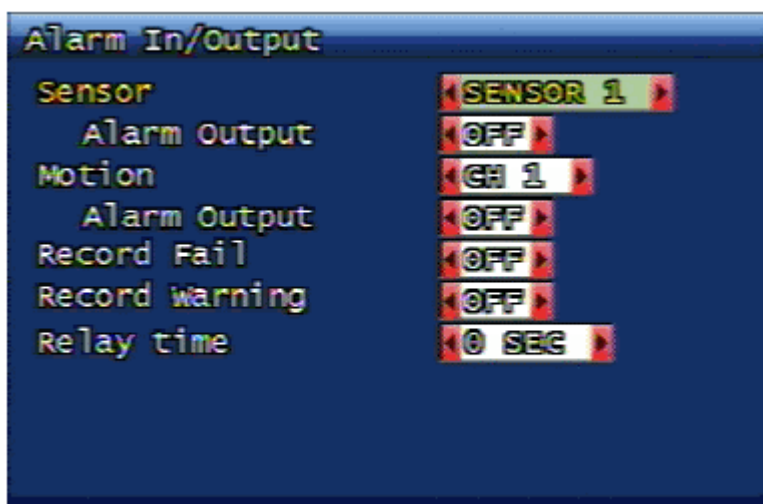 Alarm In/Output
Sensor SENSOR 1
Alarm Output OFF
Motion CH 1
Alarm Output OFF
Record Fail OFF
Record Warning OFF
Relay time 0 SEC